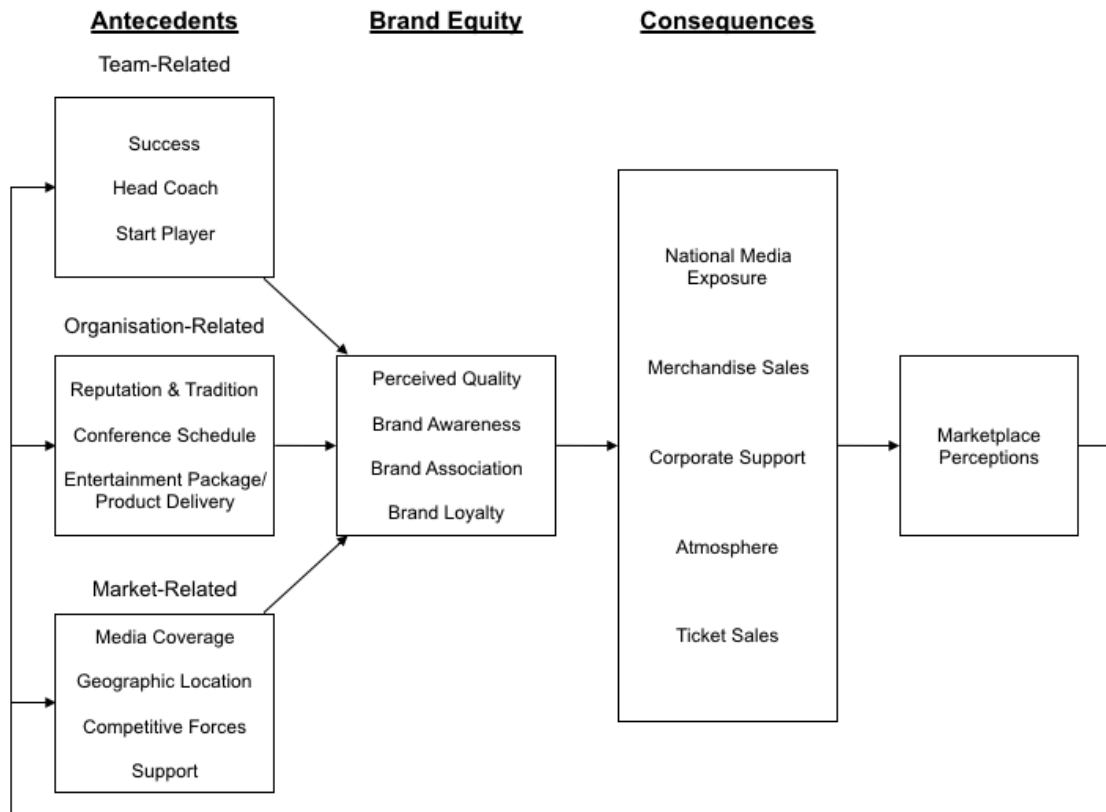 Antecedents
Team-Related
Success
Head Coach
Start Player
Organisation-Related
Reputation & Tradition
Conference Schedule
Entertainment Package/
Product Delivery
Market-Related
Media Coverage
Geographic Location
Competitive Forces
Support
Brand Equity
Perceived Quality
Brand Awareness
Brand Association
Brand Loyalty
Consequences
National Media
Exposure
Merchandise Sales
Corporate Support
Atmosphere
Ticket Sales
Marketplace
Perceptions